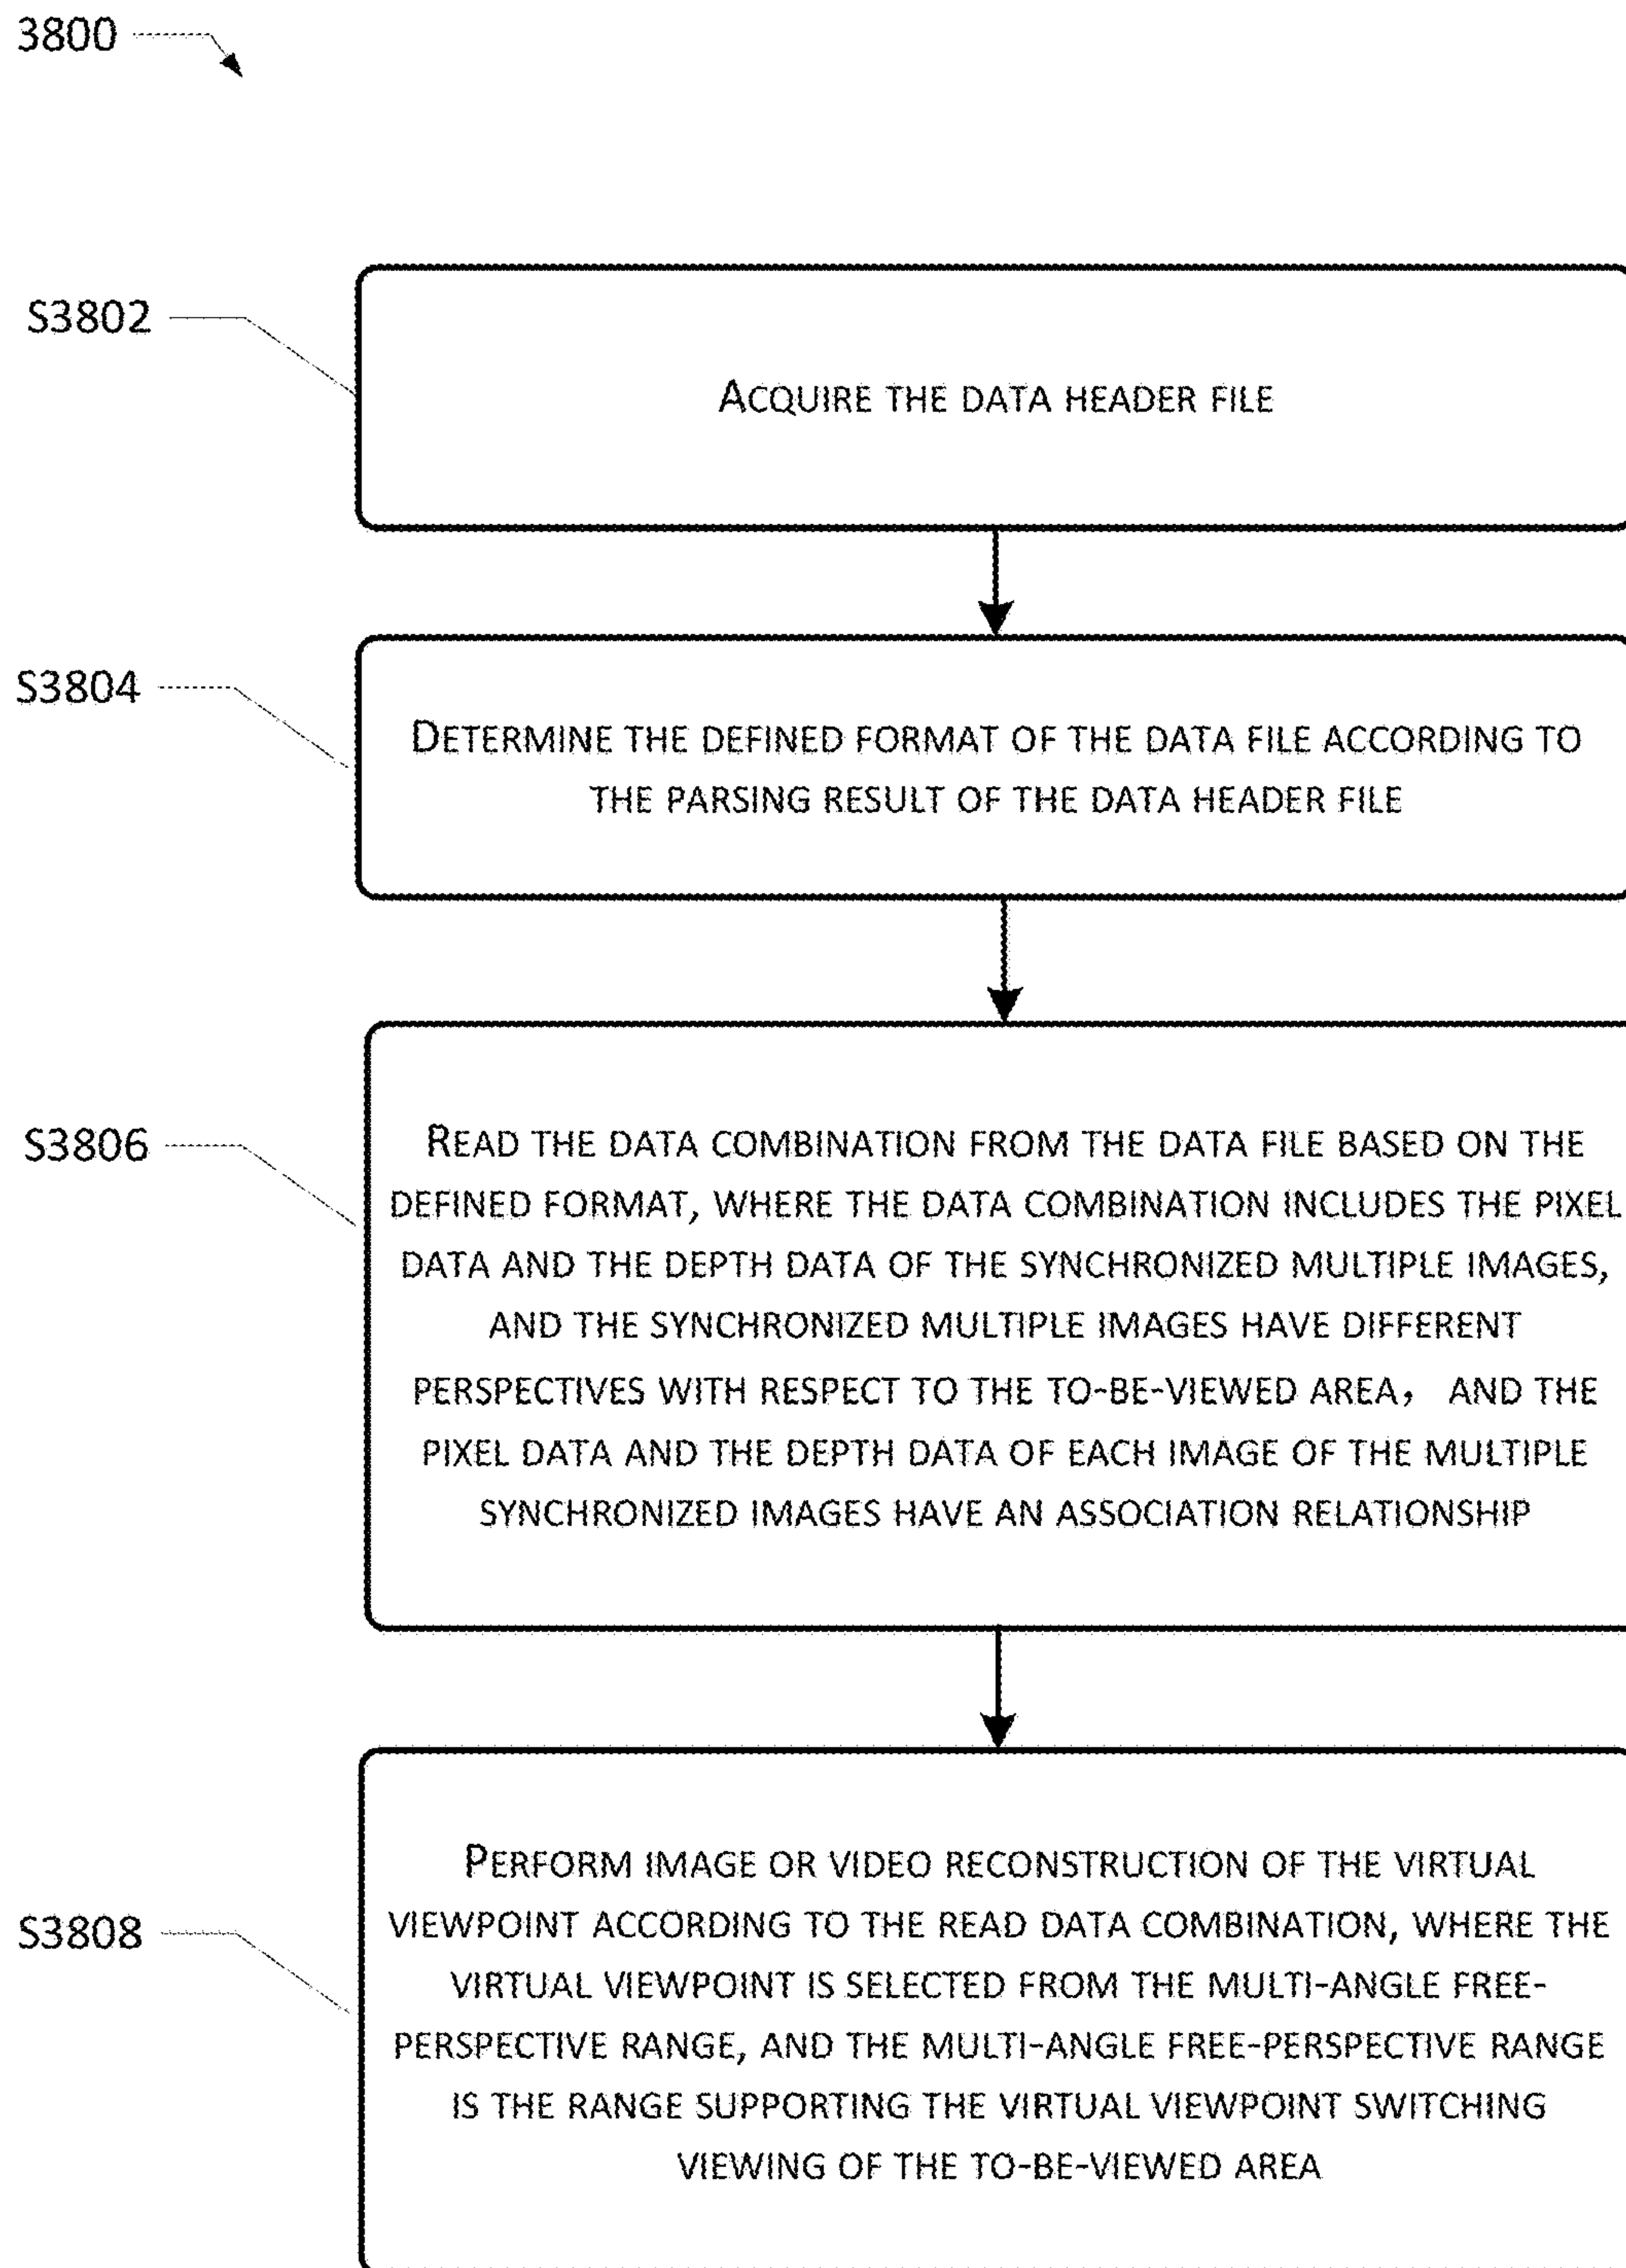 3800
S3802
ACQUIRE THE DATA HEADER FILE
S3804
DETERMINE THE DEFINED FORMAT OF THE DATA FILE ACCORDING TO
THE PARSING RESULT OF THE DATA HEADER FILE
S3806
READ THE DATA COMBINATION FROM THE DATA FILE BASED ON THE
DEFINED FORMAT, WHERE THE DATA COMBINATION INCLUDES THE PIXEL
DATA AND THE DEPTH DATA OF THE SYNCHRONIZED MULTIPLE IMAGES,
AND THE SYNCHRONIZED MULTIPLE IMAGES HAVE DIFFERENT
PERSPECTIVES WITH RESPECT TO THE TO-BE-VIEWED AREA, AND THE
PIXEL DATA AND THE DEPTH DATA OF EACH IMAGE OF THE MULTIPLE
SYNCHRONIZED IMAGES HAVE AN ASSOCIATION RELATIONSHIP
S3808
PERFORM IMAGE OR VIDEO RECONSTRUCTION OF THE VIRTUAL
VIEWPOINT ACCORDING TO THE READ DATA COMBINATION, WHERE THE
VIRTUAL VIEWPOINT IS SELECTED FROM THE MULTI-ANGLE FREE-
PERSPECTIVE RANGE, AND THE MULTI-ANGLE FREE-PERSPECTIVE RANGE
IS THE RANGE SUPPORTING THE VIRTUAL VIEWPOINT SWITCHING
VIEWING OF THE TO-BE-VIEWED AREA